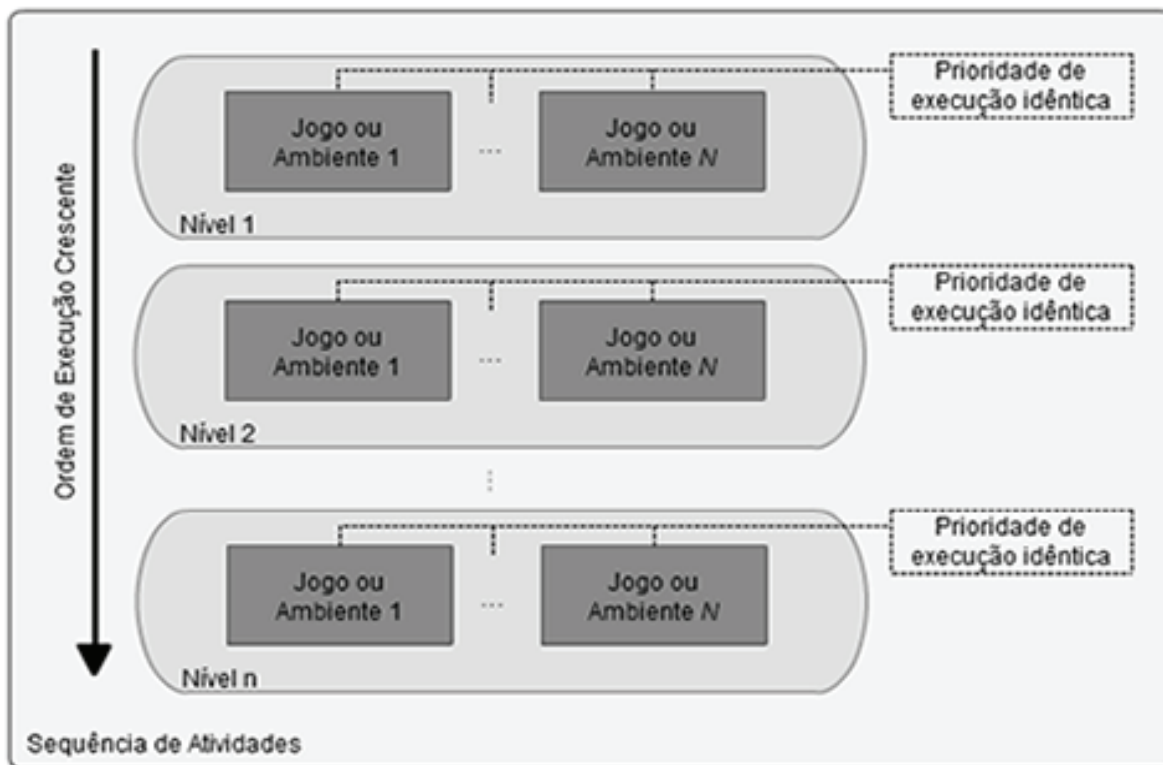 Prioridade de
execução idêntica
Jogo ou
Ambiente 1
...
Jogo ou
Ambiente N
Nível 1
Ordem de Execução Crescente
Prioridade de
execução idêntica
Jogo ou
Ambiente 1
...
Jogo ou
Ambiente N
Nível 2
Prioridade de
execução idêntica
Jogo ou
Ambiente 1
...
Jogo ou
Ambiente N
Nível n
Sequência de Atividades